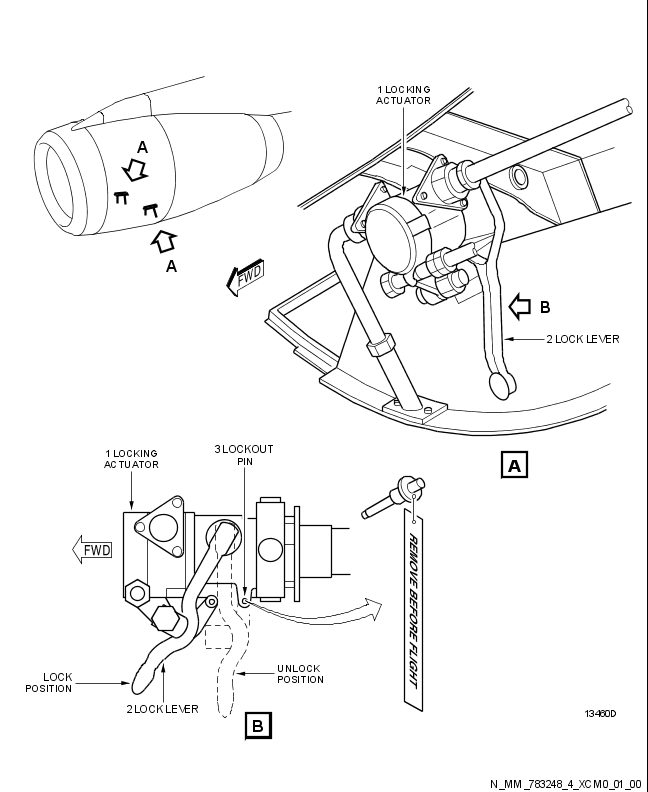 1 LOCKING
ACTUATOR
A
A
FWD
B
2 LOCK LEVER
A
1 LOCKING
ACTUATOR
3 LOCKOUT
PIN
FWD
REMOVE BEFORE FLIGHT
LOCK
POSITION
UNLOCK
POSITION
2 LOCK LEVER
B
13460D
N_MM_783248_4_XCM0_01_00